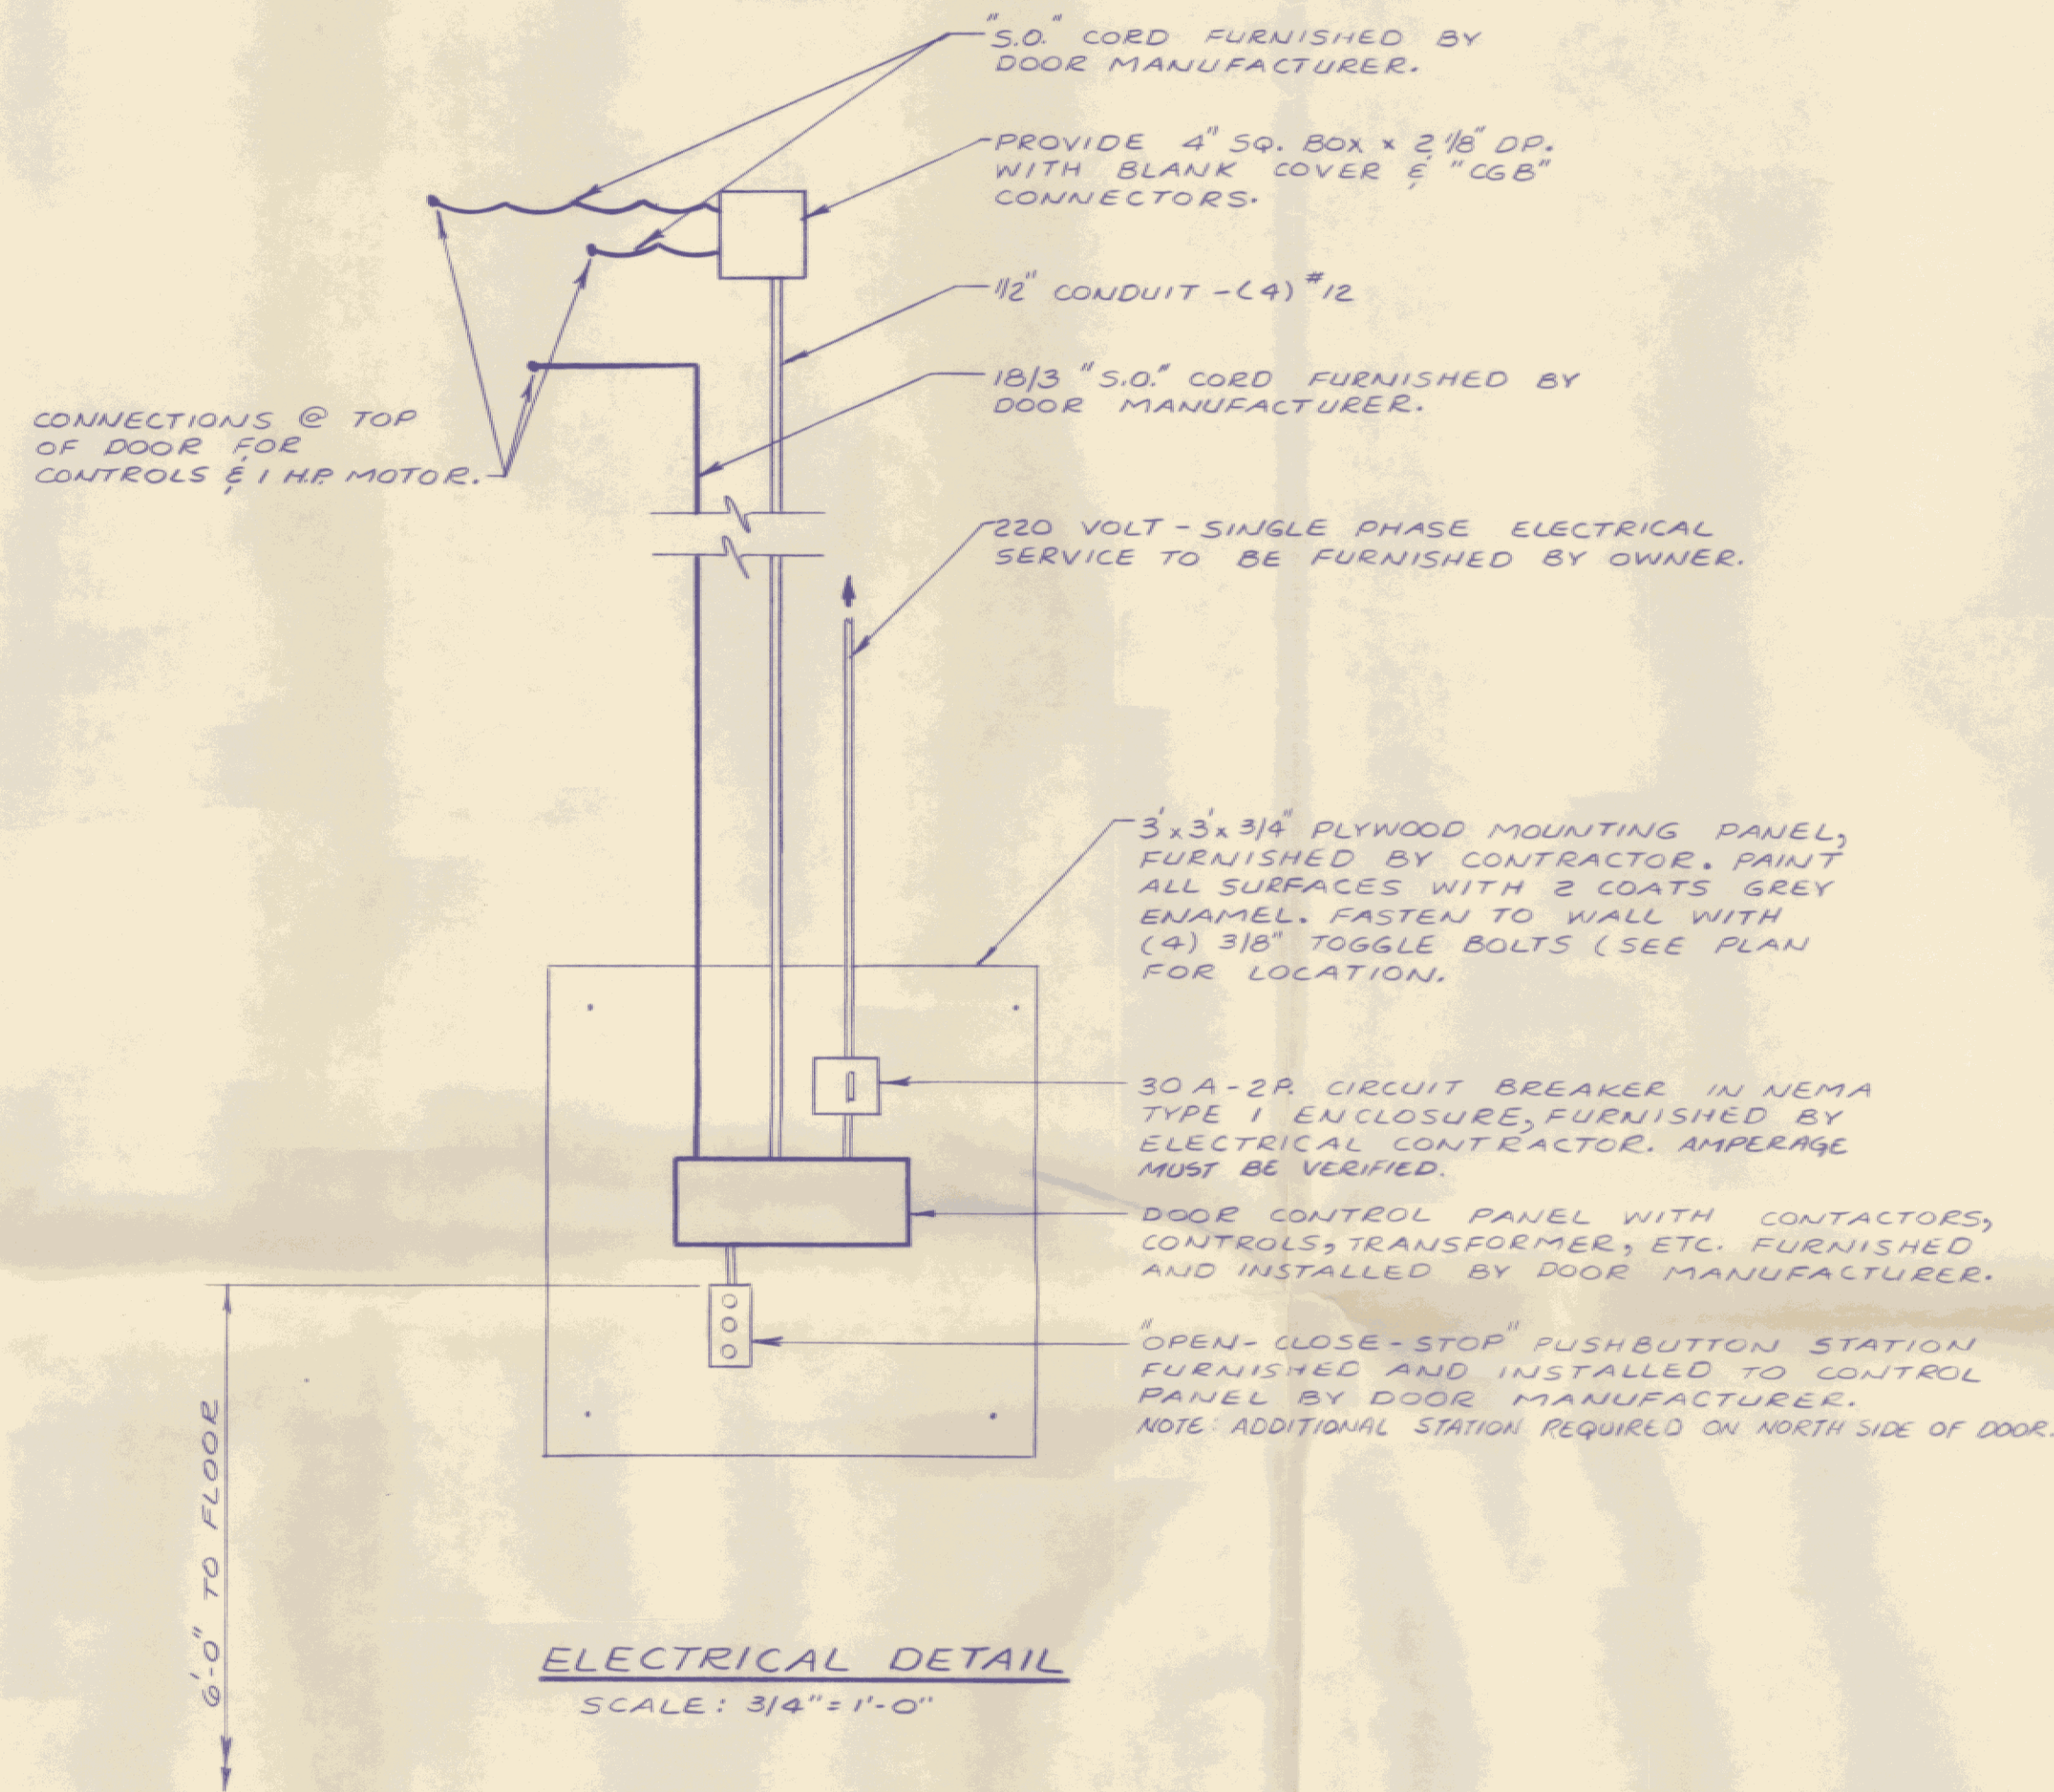 "S.O." CORD FURNISHED BY
DOOR MANUFACTURER.
PROVIDE 4" SQ. BOX x 2 1/8" DP.
WITH BLANK COVER & "CGB"
CONNECTORS.
1/2" CONDUIT - (4) #12
18/3 "S.O." CORD FURNISHED BY
DOOR MANUFACTURER.
CONNECTIONS @ TOP
OF DOOR FOR
CONTROLS & 1 H.P. MOTOR.
220 VOLT - SINGLE PHASE ELECTRICAL
SERVICE TO BE FURNISHED BY OWNER.
3' x 3' x 3/4" PLYWOOD MOUNTING PANEL,
FURNISHED BY CONTRACTOR. PAINT
ALL SURFACES WITH 2 COATS GREY
ENAMEL. FASTEN TO WALL WITH
(4) 3/8" TOGGLE BOLTS (SEE PLAN
FOR LOCATION.
30 A - 2P. CIRCUIT BREAKER IN NEMA
TYPE 1 ENCLOSURE, FURNISHED BY
ELECTRICAL CONTRACTOR. AMPERAGE
MUST BE VERIFIED.
DOOR CONTROL PANEL WITH CONTACTORS,
CONTROLS, TRANSFORMER, ETC. FURNISHED
AND INSTALLED BY DOOR MANUFACTURER.
"OPEN - CLOSE - STOP" PUSHBUTTON STATION
FURNISHED AND INSTALLED TO CONTROL
PANEL BY DOOR MANUFACTURER.
NOTE: ADDITIONAL STATION REQUIRED ON NORTH SIDE OF DOOR.
6'-0" TO FLOOR
ELECTRICAL DETAIL
SCALE: 3/4" = 1'-0"